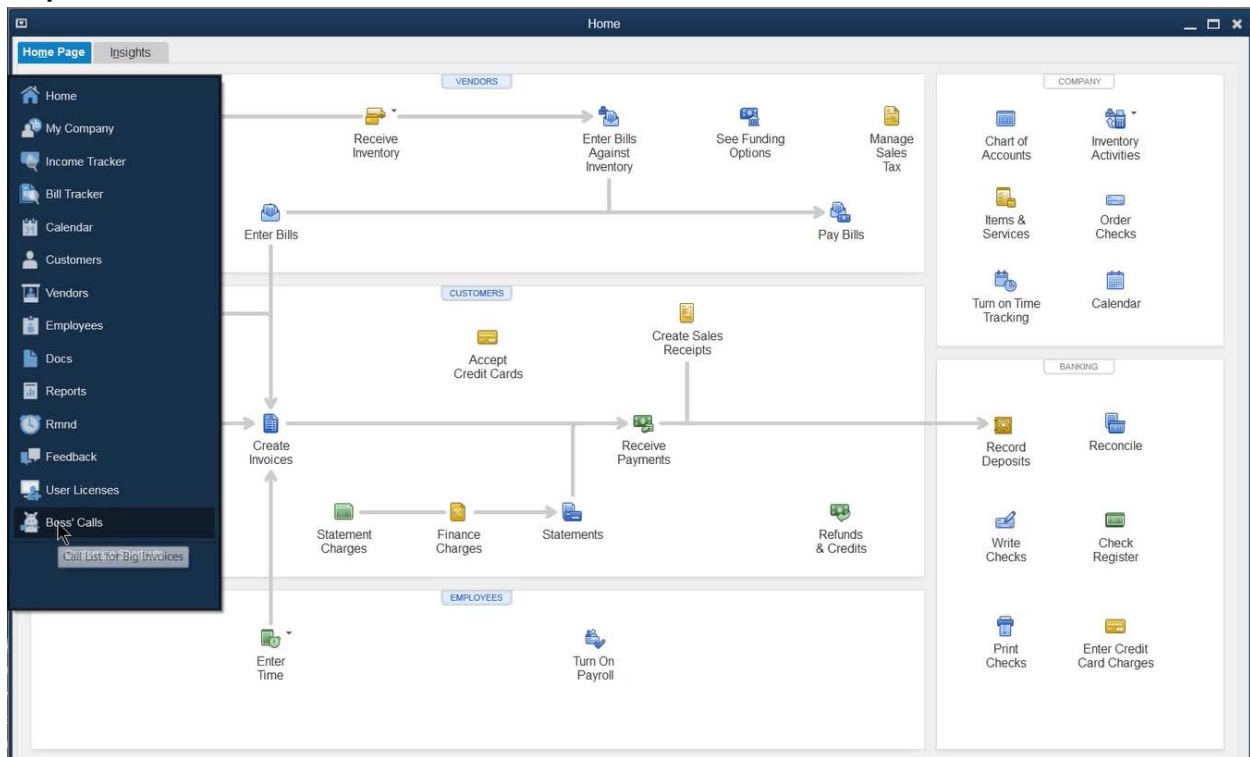 Home
Home Page
Insights
Home
My Company
Income Tracker
Bill Tracker
Calendar
Customers
Vendors
Employees
Docs
Reports
Rmnd
Feedback
User Licenses
Boss' Calls
Call List for Big Invoices
VENDORS
Receive
Inventory
Enter Bills
Against
Inventory
See Funding
Options
Manage
Sales
Tax
Enter Bills
Pay Bills
CUSTOMERS
Accept
Credit Cards
Create Sales
Receipts
Create
Invoices
Receive
Payments
Statement
Charges
Finance
Charges
Statements
Refunds
& Credits
EMPLOYEES
Enter
Time
Turn On
Payroll
COMPANY
Chart of
Accounts
Inventory
Activities
Items &
Services
Order
Checks
Turn on Time
Tracking
Calendar
BANKING
Record
Deposits
Reconcile
Write
Checks
Check
Register
Print
Checks
Enter Credit
Card Charges